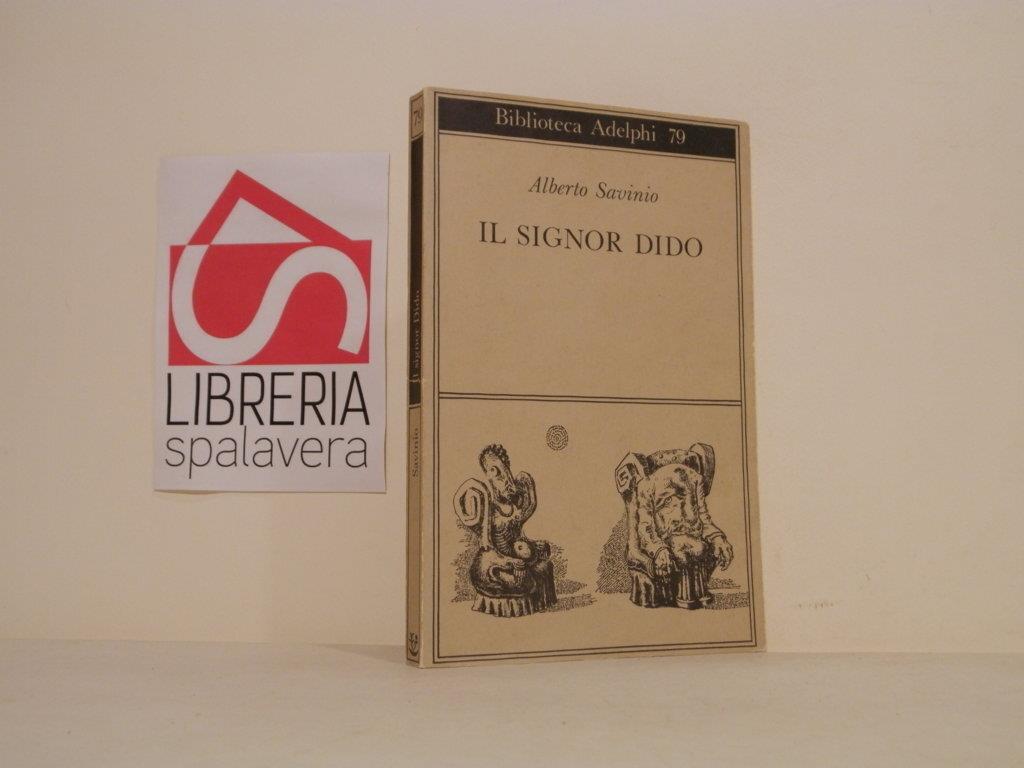 LIBRERIA
spalavera
79
Il signor Dido
Savinio
Biblioteca Adelphi 79
Alberto Savinio
IL SIGNOR DIDO